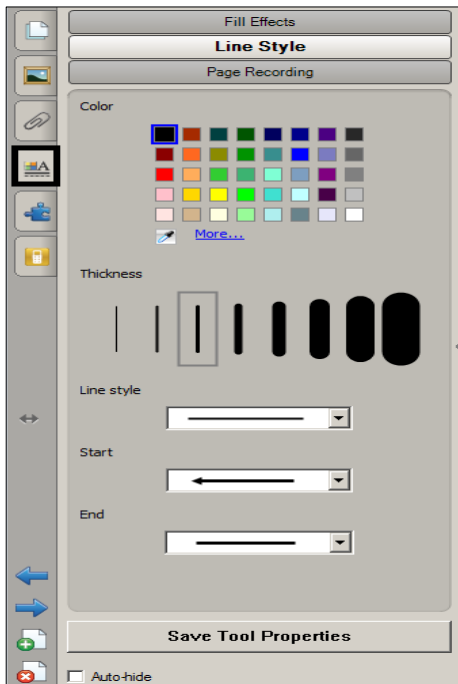 Fill Effects
Line Style
Page Recording
Color
More...
Thickness
Line style
Start
End
Save Tool Properties
Auto-hide